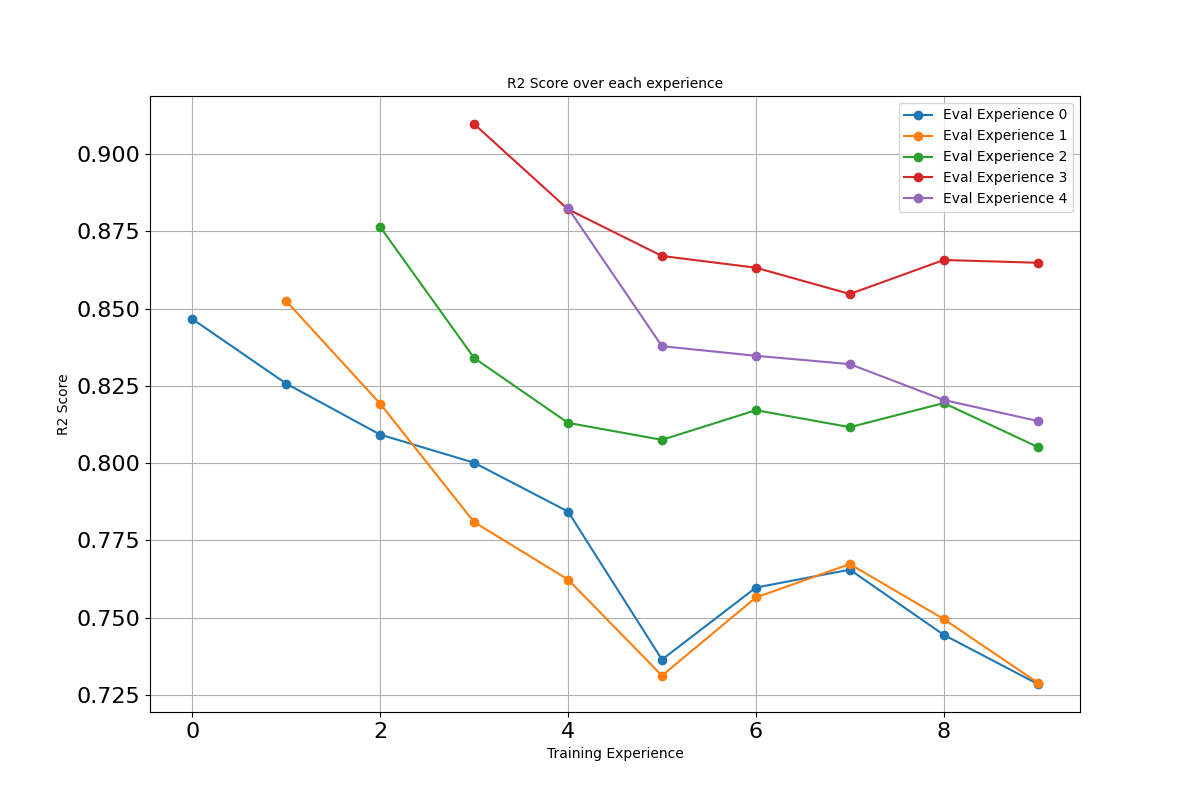 R2 Score over each experience
Eval Experience 0
Eval Experience 1
Eval Experience 2
Eval Experience 3
Eval Experience 4
0.900
0.875
0.850
0.825
0.800
0.775
0.750
0.725
R2 Score
0 2 4 6 8
Training Experience